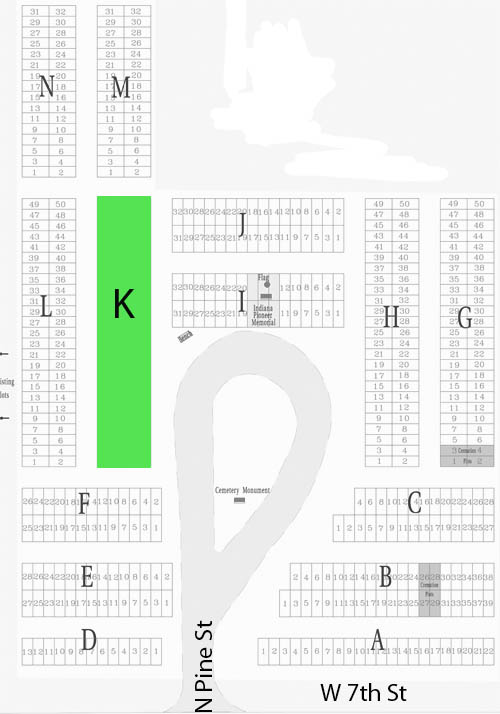 31 32 31 32
29 30 29 30
27 28 27 28
25 26 25 26
23 24 23 24
21 22 21 22
19 20 19 20
N M
17 18 17 18
15 16 15 16
13 14 13 14
11 12 11 12
9 10 9 10
7 8 7 8
5 6 5 6
3 4 3 4
1 2 1 2
49 50
47 48
45 46
43 44
41 42
39 40
37 38
35 36
33 34
31 32
29 30
L
27 28
25 26
23 24
21 22
19 20
17 18
15 16
13 14
11 12
9 10
7 8
5 6
3 4
1 2
isting
lots
K
32 30 28 26 24 22 20 18 16 14 12 10 8 6 4 2
J
31 29 27 25 23 21 19 13 11 9 7 5 3 1
Flag
32 30 28 26 24 22 20 12 10 8 6 4 2
I
31 29 27 25 23 21 19 11 9 7 5 3 1
Indiana
Pioneer
Memorial
Bench
49 50 49 50
47 48 47 48
45 46 45 46
43 44 43 44
41 42 41 42
39 40 39 40
37 38 37 38
35 36 35 36
33 34 33 34
31 32 31 32
29 30 29 30
H G
27 28 27 28
25 26 25 26
23 24 23 24
21 22 21 22
19 20 19 20
17 18 17 18
15 16 15 16
13 14 13 14
11 12 11 12
9 10 9 10
7 8 7 8
5 6 5 6
3 4 3 Cremation 4
1 2 1 Plots 2
Cemetery Monument
26 24 22 20 18 14 12 10 8 6 4 2
F
25 23 21 19 17 15 13 11 9 7 5 3 1
4 6 8 10 12 14 18 20 22 24 26 28
C
1 2 3 5 7 9 11 13 15 17 19 21 23 25 27
28 26 24 22 20 18 16 14 12 10 8 6 4 2
E
27 25 23 21 19 17 15 13 11 9 7 5 3 1
2 4 6 8 10 12 14 16 20 22 24 26 28 30 32 34 36 38
B
Cremation
Plots
1 3 5 7 9 11 13 15 17 19 21 23 25 27 29 31 33 35 37 39
D
13 12 11 10 9 8 7 6 5 4 3 2 1
A
1 2 3 4 5 6 7 8 9 10 11 12 13 14 15 16 17 18 19 20 21 22
N Pine St
W 7th St